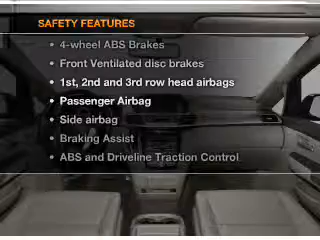 SAFETY FEATURES
• 4-wheel ABS Brakes
• Front Ventilated disc brakes
• 1st, 2nd and 3rd row head airbags
• Passenger Airbag
• Side airbag
• Braking Assist
• ABS and Driveline Traction Control